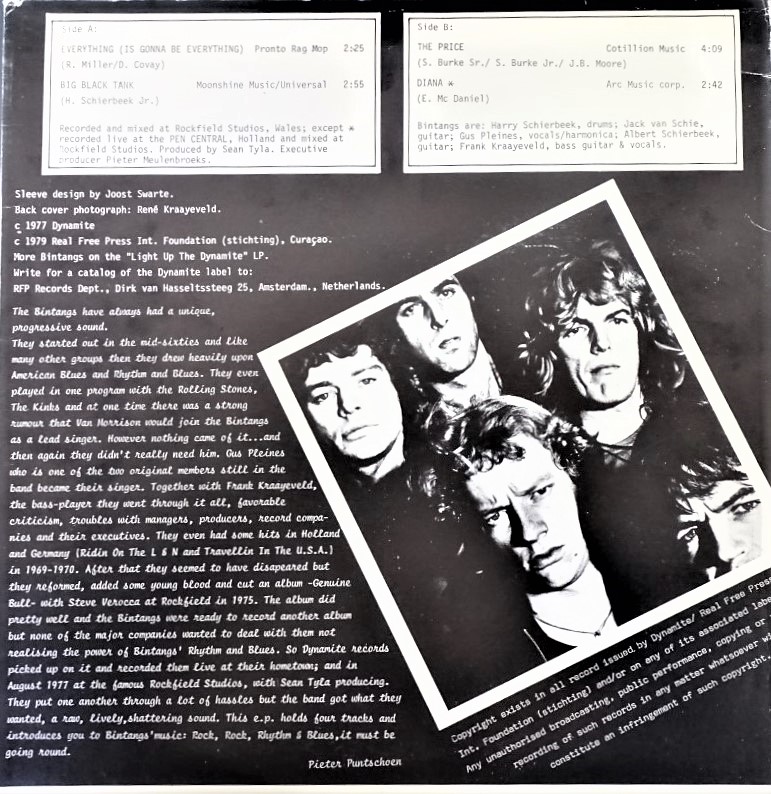 Side A:
EVERYTHING (IS GONNA BE EVERYTHING) Pronto Rag Mop 2:25
(R. Miller/D. Covay)
BIG BLACK TANK Moonshine Music/Universal 2:55
(H. Schierbeek Jr.)
Recorded and mixed at Rockfield Studios, Wales; except *
recorded live at the PEN CENTRAL, Holland and mixed at
Rockfield Studios. Produced by Sean Tyla. Executive
producer Pieter Meulenbroeks.
Side B:
THE PRICE Cotillion Music 4:09
(S. Burke Sr./ S. Burke Jr./ J.B. Moore)
DIANA * Arc Music corp. 2:42
(E. Mc Daniel)
Bintangs are: Harry Schierbeek, drums; Jack van Schie,
guitar; Gus Pleines, vocals/harmonica; Albert Schierbeek,
guitar; Frank Kraayeveld, bass guitar & vocals.
Sleeve design by Joost Swarte.
Back cover photograph: René Kraayeveld.
c 1977 Dynamite
c 1979 Real Free Press Int. Foundation (stichting), Curaçao.
More Bintangs on the "Light Up The Dynamite" LP.
Write for a catalog of the Dynamite label to:
RFP Records Dept., Dirk van Hasseltssteeg 25, Amsterdam., Netherlands.
The Bintangs have always had a unique,
progressive sound.
They started out in the mid-sixties and like
many other groups then they drew heavily upon
American Blues and Rhythm and Blues. They even
played in one program with the Rolling Stones,
The Kinks and at one time there was a strong
rumour that Van Morrison would join the Bintangs
as a lead singer. However nothing came of it...and
then again they didn't really need him. Gus Pleines
who is one of the two original members still in the
band became their singer. Together with Frank Kraayeveld,
the bass-player they went through it all, favorable
criticism, troubles with managers, producers, record compa-
nies and their executives. They even had some hits in Holland
and Germany (Ridin On The L & N and Travellin In The U.S.A.)
in 1969-1970. After that they seemed to have disapeared but
they reformed, added some young blood and cut an album -Genuine
Bull- with Steve Verocca at Rockfield in 1975. The album did
pretty well and the Bintangs were ready to record another album
but none of the major companies wanted to deal with them not
realising the power of Bintangs' Rhythm and Blues. So Dynamite records
picked up on it and recorded them live at their hometown; and in
August 1977 at the famous Rockfield Studios, with Sean Tyla producing.
They put one another through a lot of hassles but the band got what they
wanted, a raw, lively,shattering sound. This e.p. holds four tracks and
introduces you to Bintangs'music: Rock, Rock, Rhythm & Blues,it must be
going round.
Pieter Puntschoen
Copyright exists in all record issued by Dynamite/ Real Free Press
Int. Foundation (stichting) and/or on any of its associated labe
Any unauthorised broadcasting, public performance, copying or
recording of such records in any matter whatsoever w
constitute an infringement of such copyright.